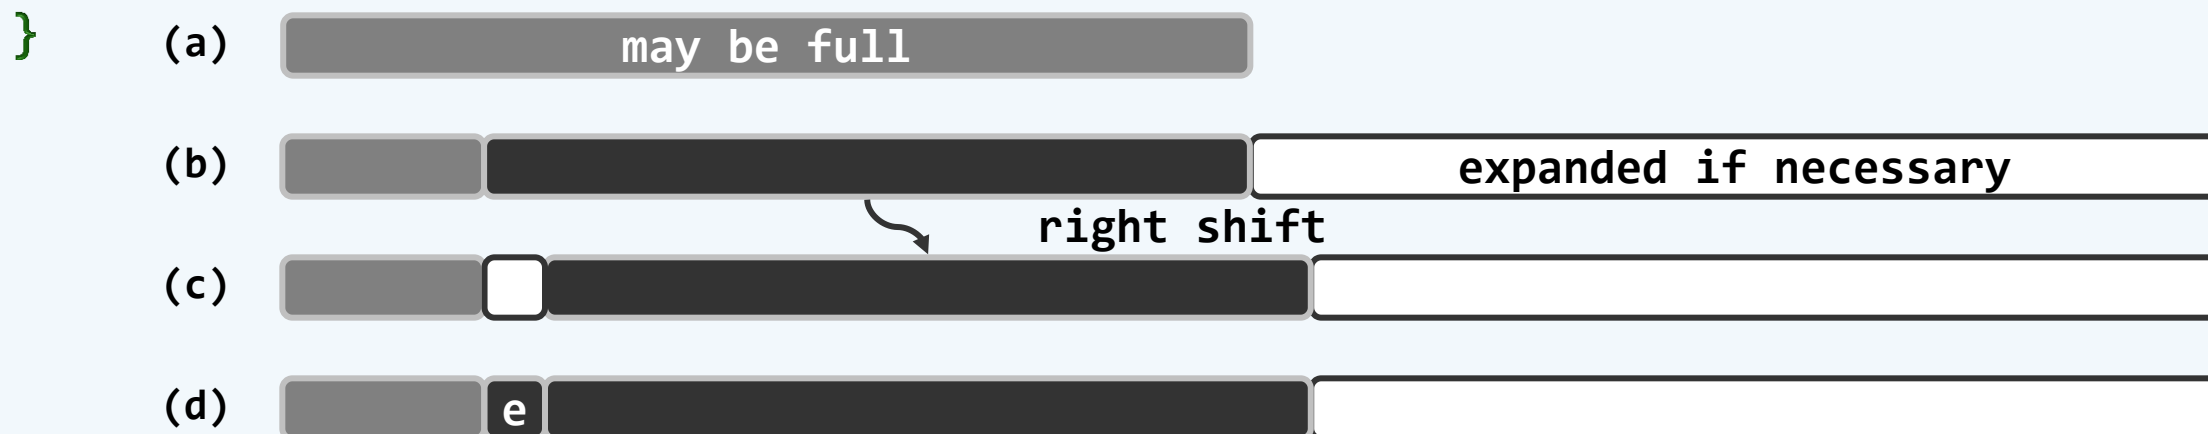 } (a) may be full
(b) expanded if necessary
right shift
(c)
(d) e